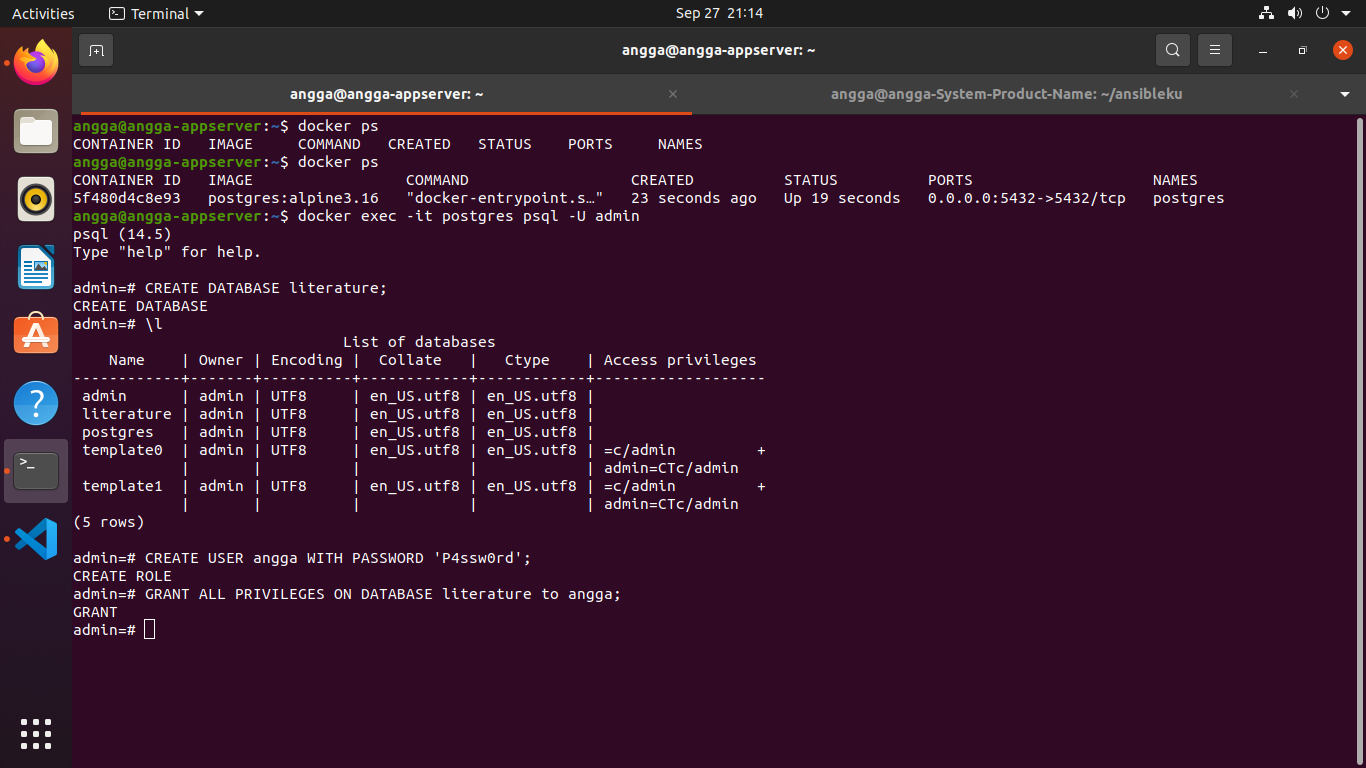 Activities
Terminal
Sep 27 21:14
angga@angga-appserver: ~
angga@angga-appserver: ~
angga@angga-System-Product-Name: ~/ansibleku
angga@angga-appserver:~$ docker ps
CONTAINER ID   IMAGE     COMMAND   CREATED   STATUS    PORTS     NAMES
angga@angga-appserver:~$ docker ps
CONTAINER ID   IMAGE                 COMMAND                  CREATED          STATUS          PORTS                    NAMES
5f480d4c8e93   postgres:alpine3.16   "docker-entrypoint.s…"   23 seconds ago   Up 19 seconds   0.0.0.0:5432->5432/tcp   postgres
angga@angga-appserver:~$ docker exec -it postgres psql -U admin
psql (14.5)
Type "help" for help.
admin=# CREATE DATABASE literature;
CREATE DATABASE
admin=# \l
                              List of databases
    Name    | Owner | Encoding |  Collate   |   Ctype    | Access privileges
------------+-------+----------+------------+------------+-------------------
 admin      | admin | UTF8     | en_US.utf8 | en_US.utf8 |
 literature | admin | UTF8     | en_US.utf8 | en_US.utf8 |
 postgres   | admin | UTF8     | en_US.utf8 | en_US.utf8 |
 template0  | admin | UTF8     | en_US.utf8 | en_US.utf8 | =c/admin         +
            |       |          |            |            | admin=CTc/admin
 template1  | admin | UTF8     | en_US.utf8 | en_US.utf8 | =c/admin         +
            |       |          |            |            | admin=CTc/admin
(5 rows)
admin=# CREATE USER angga WITH PASSWORD 'P4ssw0rd';
CREATE ROLE
admin=# GRANT ALL PRIVILEGES ON DATABASE literature to angga;
GRANT
admin=#